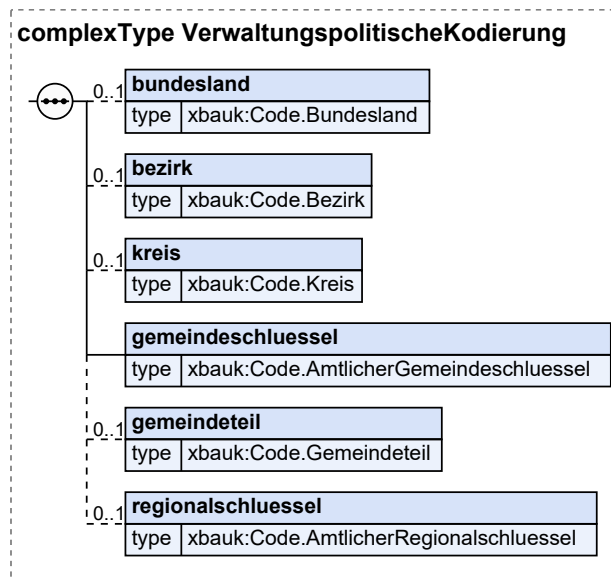 complexType VerwaltungspolitischeKodierung
0..1
bundesland
type xbauk:Code.Bundesland
0..1
bezirk
type xbauk:Code.Bezirk
0..1
kreis
type xbauk:Code.Kreis
gemeindeschluessel
type xbauk:Code.AmtlicherGemeindeschluessel
0..1
gemeindeteil
type xbauk:Code.Gemeindeteil
0..1
regionalschluessel
type xbauk:Code.AmtlicherRegionalschluessel